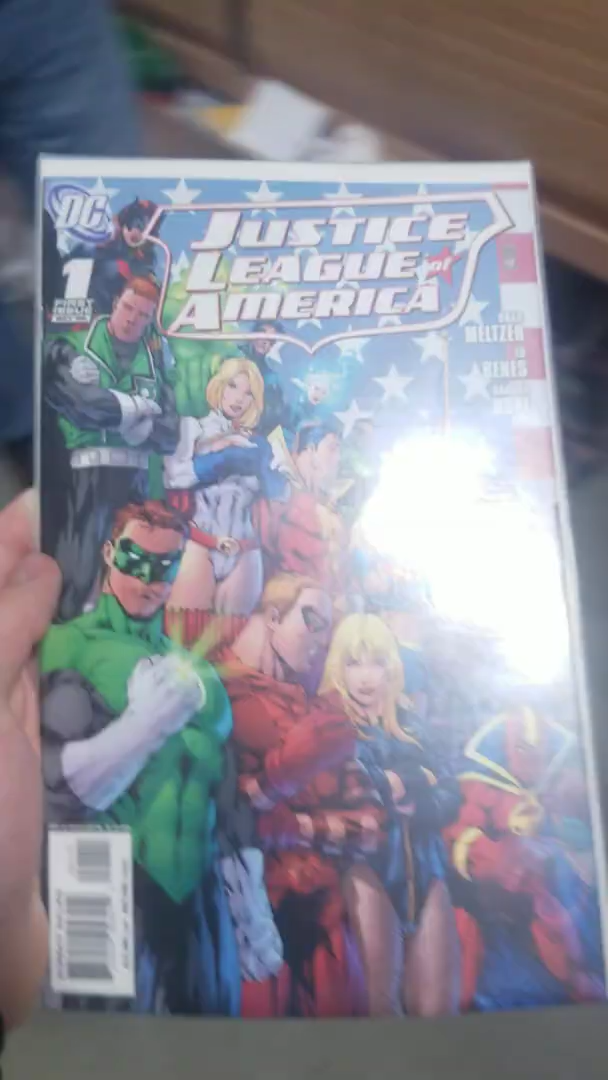 DC
JUSTICE
LEAGUE of
AMERICA
1
FIRST
ISSUE
MELTZER
BENES